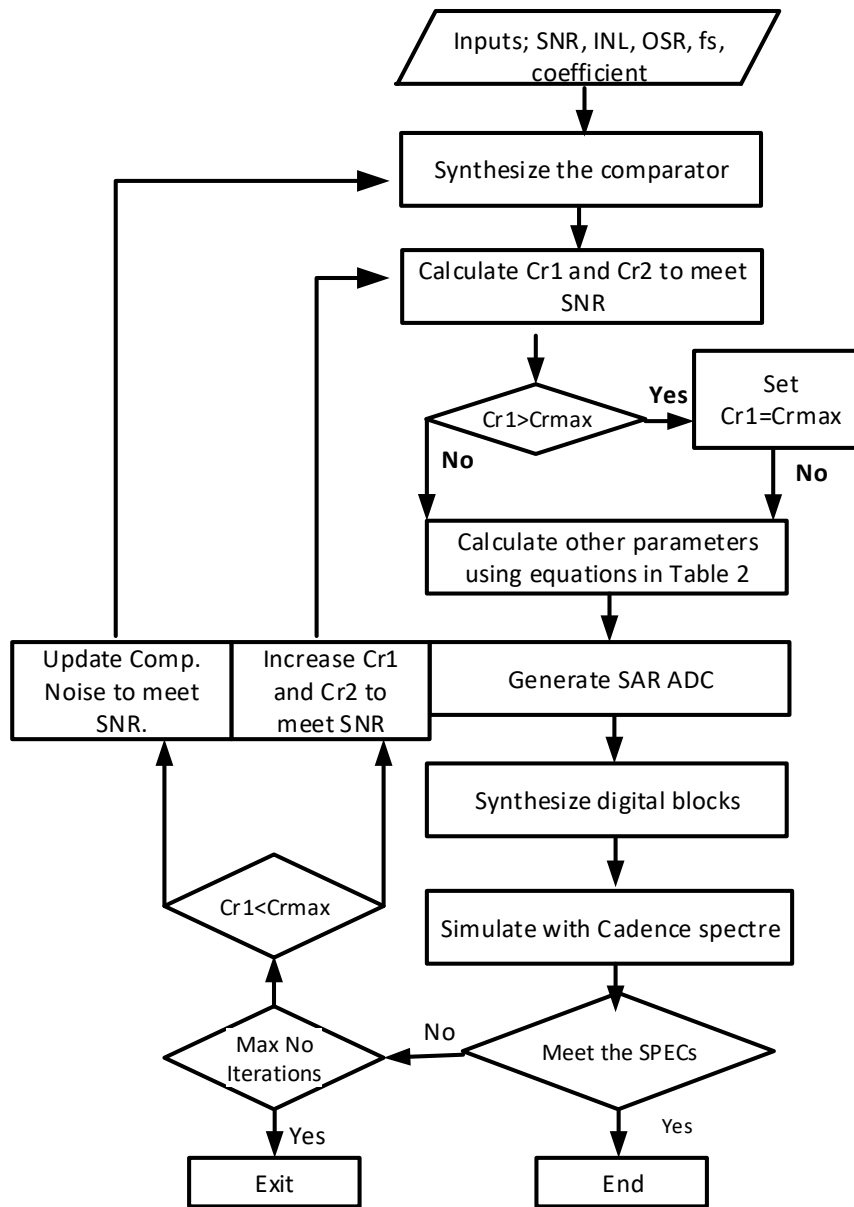 Inputs; SNR, INL, OSR, fs,
coefficient
Synthesize the comparator
Calculate Cr1 and Cr2 to meet
SNR
Cr1>Crmax
Yes
Set
Cr1=Crmax
No
No
Calculate other parameters
using equations in Table 2
Update Comp.
Noise to meet
SNR.
Increase Cr1
and Cr2 to
meet SNR
Generate SAR ADC
Synthesize digital blocks
Cr1<Crmax
Simulate with Cadence spectre
No
Max No
Iterations
Meet the SPECs
Yes
Yes
Exit
End